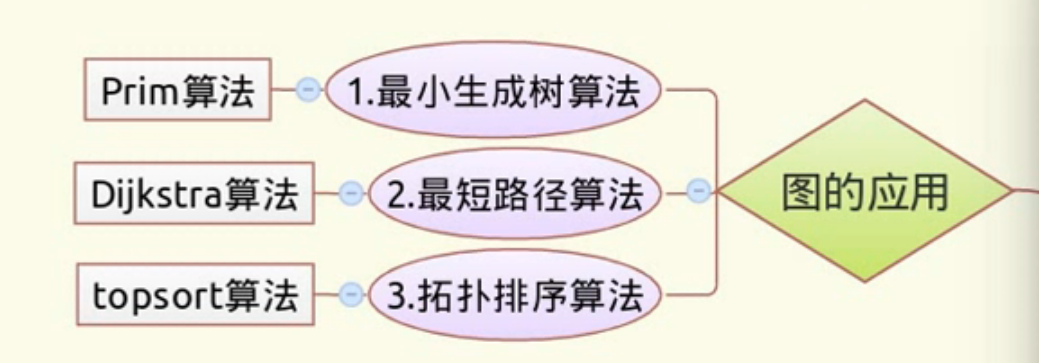 Prim算法
1.最小生成树算法
Dijkstra算法
2.最短路径算法
图的应用
topsort算法
3.拓扑排序算法